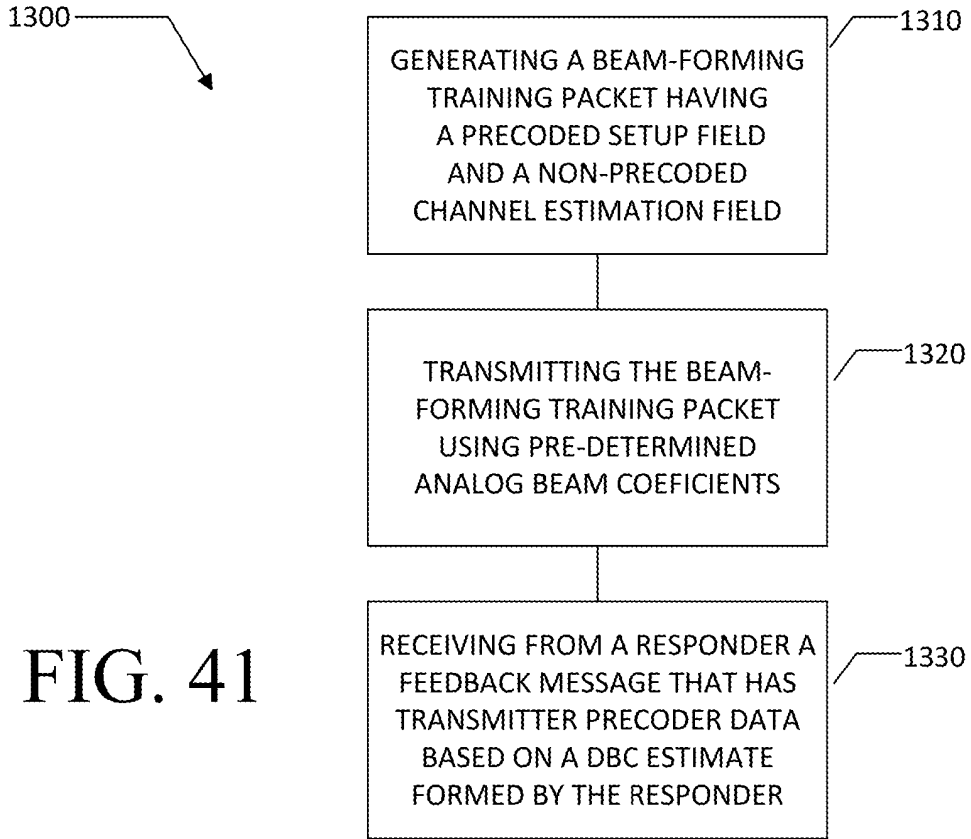 1300
1310
GENERATING A BEAM-FORMING
TRAINING PACKET HAVING
A PRECODED SETUP FIELD
AND A NON-PRECODED
CHANNEL ESTIMATION FIELD
1320
TRANSMITTING THE BEAM-
FORMING TRAINING PACKET
USING PRE-DETERMINED
ANALOG BEAM COEFICIENTS
1330
RECEIVING FROM A RESPONDER A
FEEDBACK MESSAGE THAT HAS
TRANSMITTER PRECODER DATA
BASED ON A DBC ESTIMATE
FORMED BY THE RESPONDER
FIG. 41